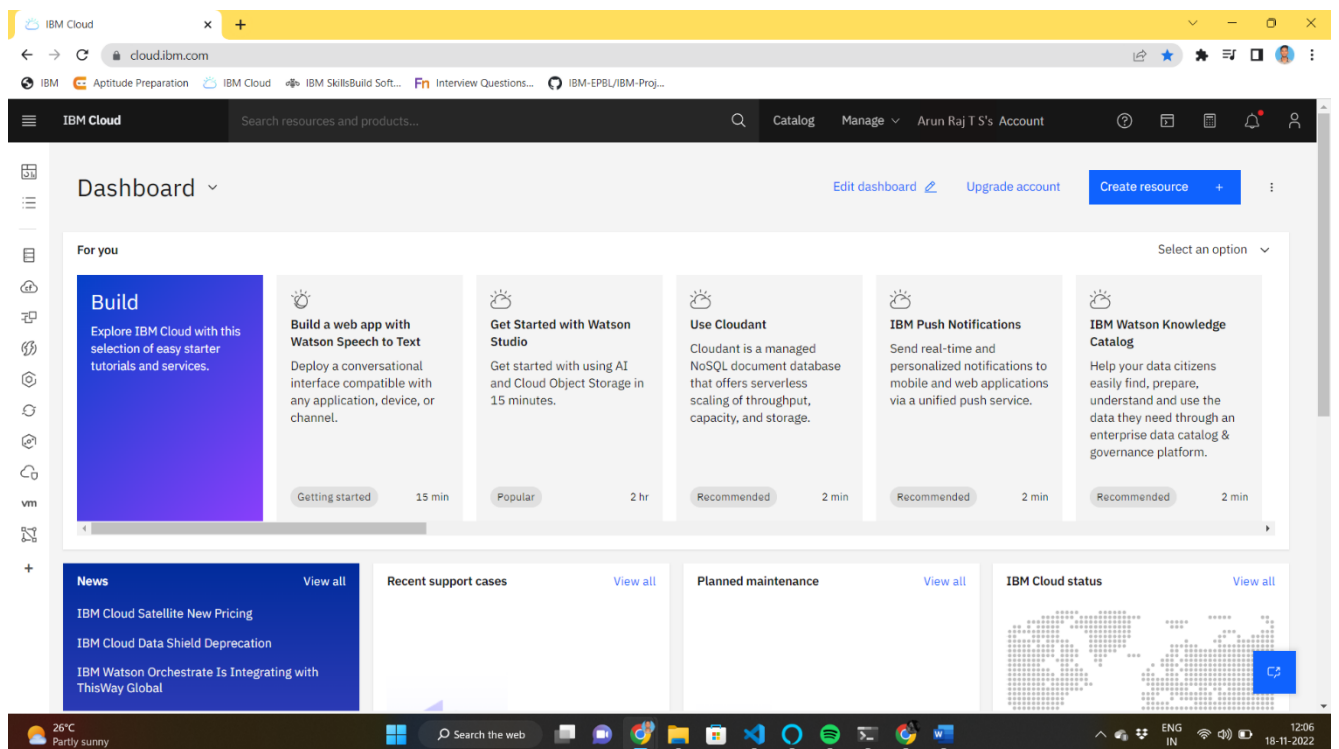 IBM Cloud
cloud.ibm.com
IBM
Aptitude Preparation
IBM Cloud
IBM SkillsBuild Soft...
Fn Interview Questions...
IBM-EPBL/IBM-Proj...
IBM Cloud
Search resources and products...
Catalog
Manage
Arun Raj T S's Account
Dashboard
Edit dashboard
Upgrade account
Create resource +
For you
Select an option
Build
Explore IBM Cloud with this
selection of easy starter
tutorials and services.
Build a web app with
Watson Speech to Text
Deploy a conversational
interface compatible with
any application, device, or
channel.
Getting started
15 min
Get Started with Watson
Studio
Get started with using AI
and Cloud Object Storage in
15 minutes.
Popular
2 hr
Use Cloudant
Cloudant is a managed
NoSQL document database
that offers serverless
scaling of throughput,
capacity, and storage.
Recommended
2 min
IBM Push Notifications
Send real-time and
personalized notifications to
mobile and web applications
via a unified push service.
Recommended
2 min
IBM Watson Knowledge
Catalog
Help your data citizens
easily find, prepare,
understand and use the
data they need through an
enterprise data catalog &
governance platform.
Recommended
2 min
vm
News
View all
IBM Cloud Satellite New Pricing
IBM Cloud Data Shield Deprecation
IBM Watson Orchestrate Is Integrating with
ThisWay Global
Recent support cases
View all
Planned maintenance
View all
IBM Cloud status
View all
26°C
Partly sunny
Search the web
ENG
IN
12:06
18-11-2022